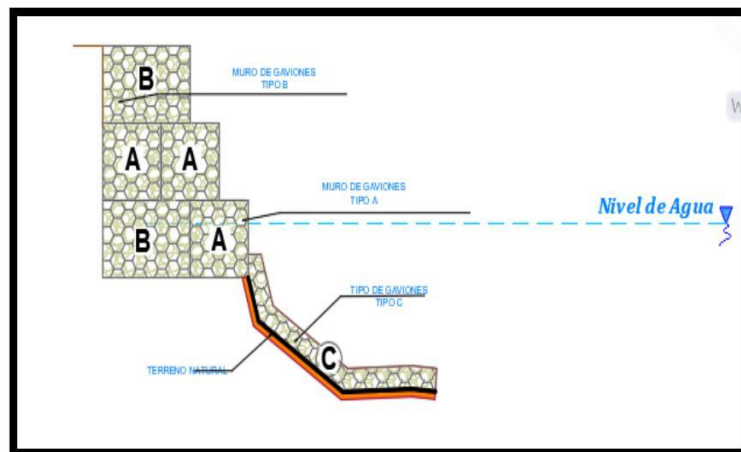 B
MURO DE GAVIONES
TIPO B
A A
MURO DE GAVIONES
TIPO A
Nivel de Agua
B A
TIPO DE GAVIONES
TIPO C
C
TERRENO NATURAL
W